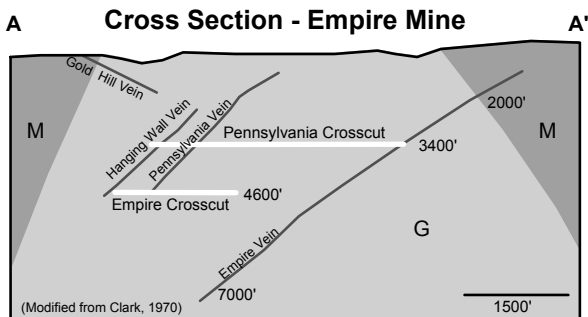 A
Cross Section - Empire Mine
A'
Gold Hill Vein
2000'
M
Hanging Wall Vein
Pennsylvania Vein
Pennsylvania Crosscut
M
3400'
4600'
Empire Crosscut
G
Empire Vein
7000'
(Modified from Clark, 1970)
1500'